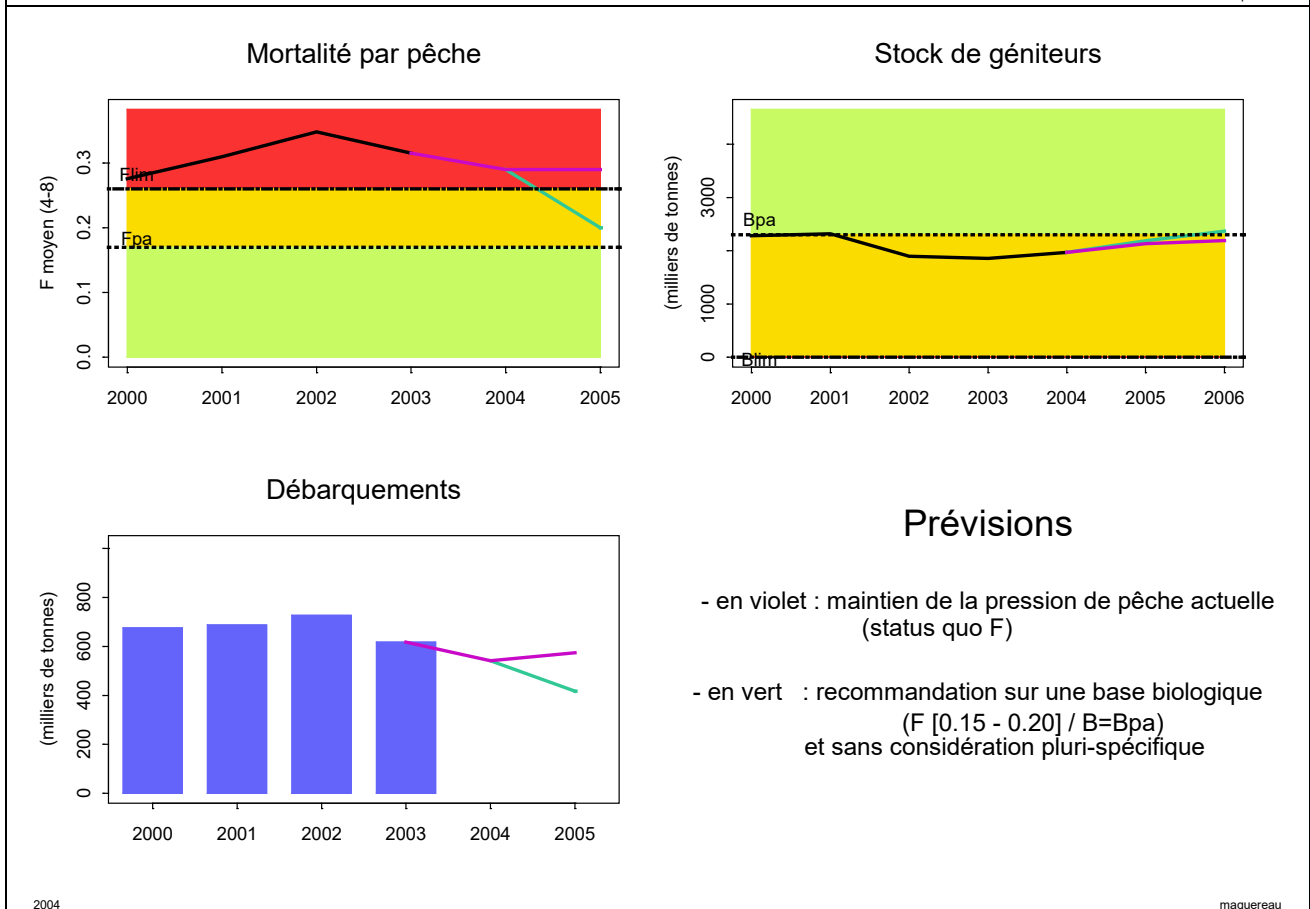 Mortalité par pêche
F moyen (4-8)
0.3
0.2
0.1
0.0
Flim
Fpa
2000 2001 2002 2003 2004 2005
Stock de géniteurs
(milliers de tonnes)
3000
1000
0
Bpa
Blim
2000 2001 2002 2003 2004 2005 2006
Débarquements
(milliers de tonnes)
800
600
400
200
0
2000 2001 2002 2003 2004 2005
Prévisions
- en violet : maintien de la pression de pêche actuelle
(status quo F)
- en vert : recommandation sur une base biologique
(F [0.15 - 0.20] / B=Bpa)
et sans considération pluri-spécifique
2004
maquereau